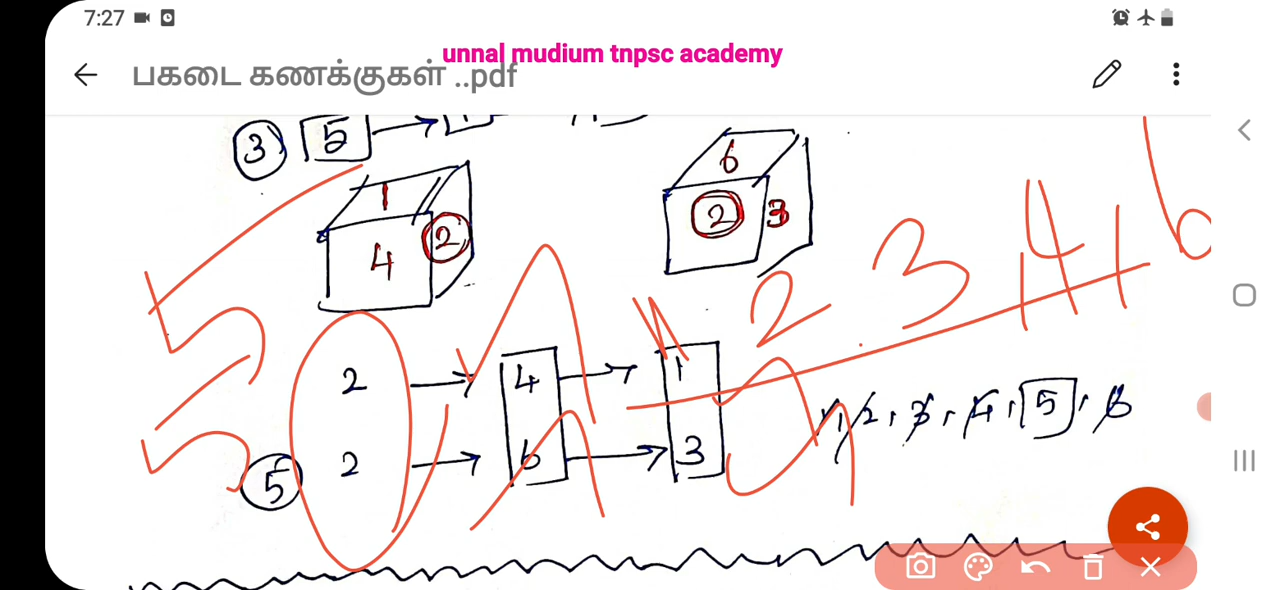 7:27
unnal mudium tnpsc academy
பகடை கணக்குகள் ..pdf
3 5 → 1
1 6
4 2 2 3
5 2 3 4 6
2 → 4 → 1
5 1, 2, 3, 4, 5, 6
5 2 → 6 → 3